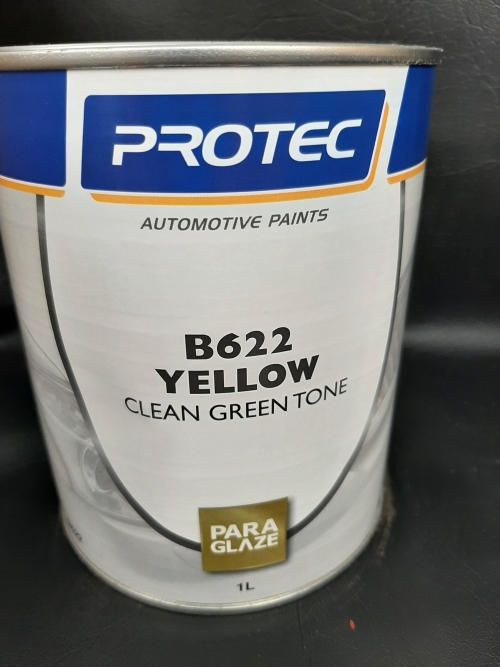 PROTEC
AUTOMOTIVE PAINTS
B622
YELLOW
CLEAN GREEN TONE
PARA
GLAZE
1L